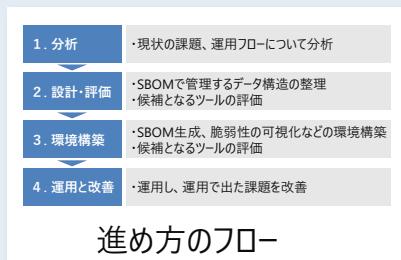 1. 分析
・現状の課題、運用フローについて分析
2. 設計・評価
・SBOMで管理するデータ構造の整理
・候補となるツールの評価
3. 環境構築
・SBOM生成、脆弱性の可視化などの環境構築
・候補となるツールの評価
4. 運用と改善
・運用し、運用で出た課題を改善
進め方のフロー